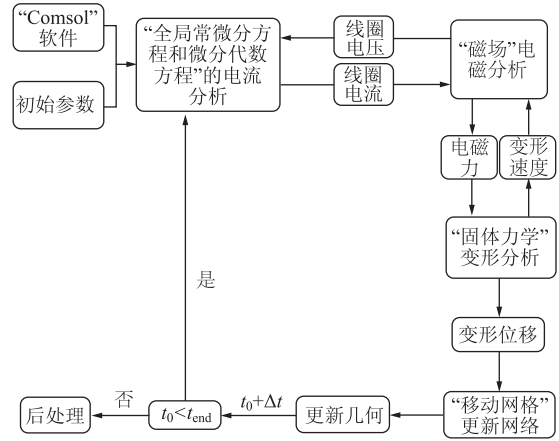 “Comsol”
软件
初始参数
“全局常微分方
程和微分代数
方程”的电流
分析
线圈
电压
线圈
电流
“磁场”电
磁分析
电磁
力
变形
速度
“固体力学”
变形分析
变形位移
“移动网格”
更新网络
更新几何
t₀+Δt
t₀<tend
是
否
后处理